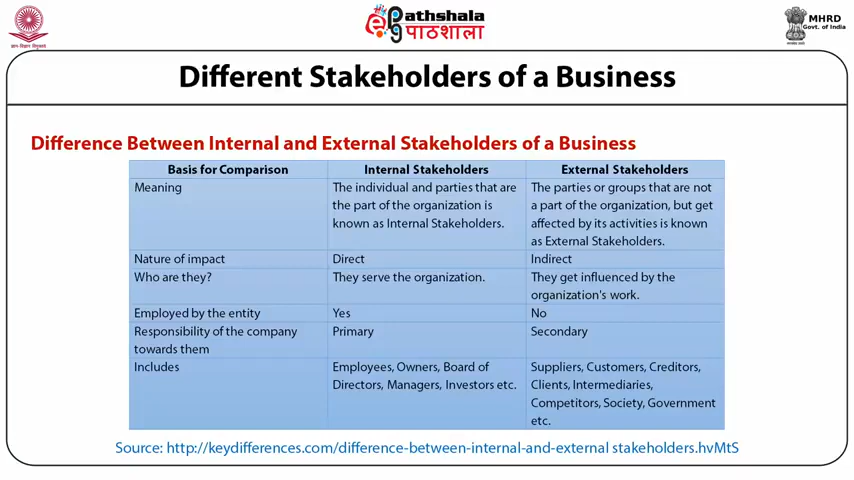 Pathshala
पाठशाला
ज्ञान-विज्ञान विमुक्तये
MHRD
Govt. of India
Different Stakeholders of a Business
Difference Between Internal and External Stakeholders of a Business
Basis for Comparison Internal Stakeholders External Stakeholders
Meaning The individual and parties that are The parties or groups that are not
the part of the organization is a part of the organization, but get
known as Internal Stakeholders. affected by its activities is known
as External Stakeholders.
Nature of impact Direct Indirect
Who are they? They serve the organization. They get influenced by the
organization's work.
Employed by the entity Yes No
Responsibility of the company Primary Secondary
towards them
Includes Employees, Owners, Board of Suppliers, Customers, Creditors,
Directors, Managers, Investors etc. Clients, Intermediaries,
Competitors, Society, Government
etc.
Source: http://keydifferences.com/difference-between-internal-and-external stakeholders.hvMtS